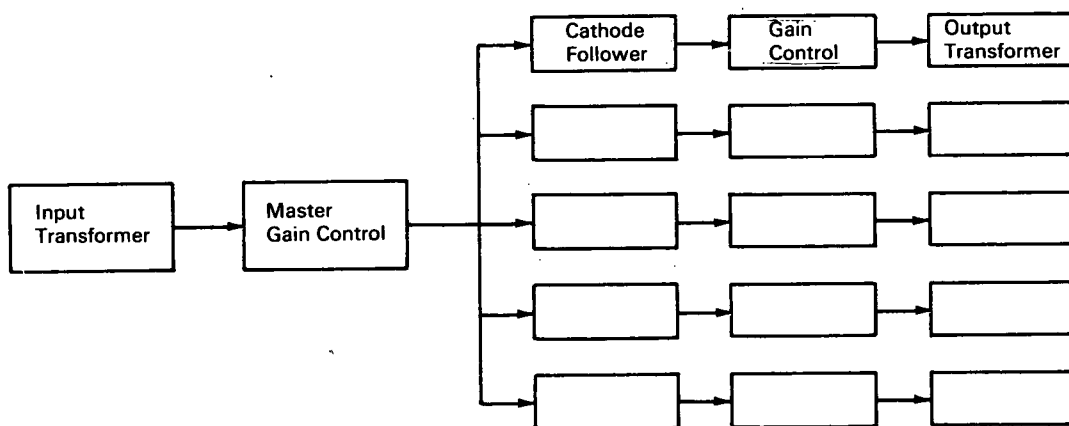 Cathode
Follower
Gain
Control
Output
Transformer
Input
Transformer
Master
Gain Control